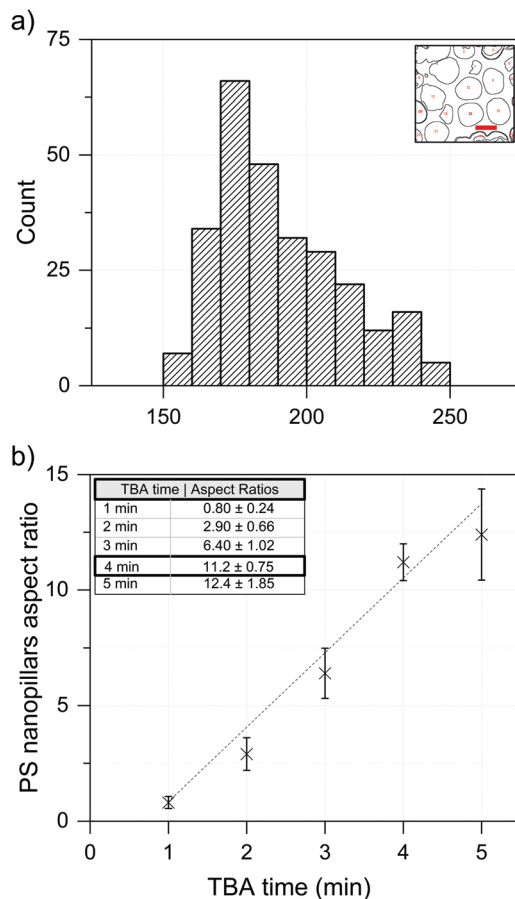 a)
75
50
25
0
Count
150 200 250
b)
15
10
5
0
PS nanopillars aspect ratio
TBA time | Aspect Ratios
1 min 0.80 ± 0.24
2 min 2.90 ± 0.66
3 min 6.40 ± 1.02
4 min 11.2 ± 0.75
5 min 12.4 ± 1.85
0 1 2 3 4 5
TBA time (min)